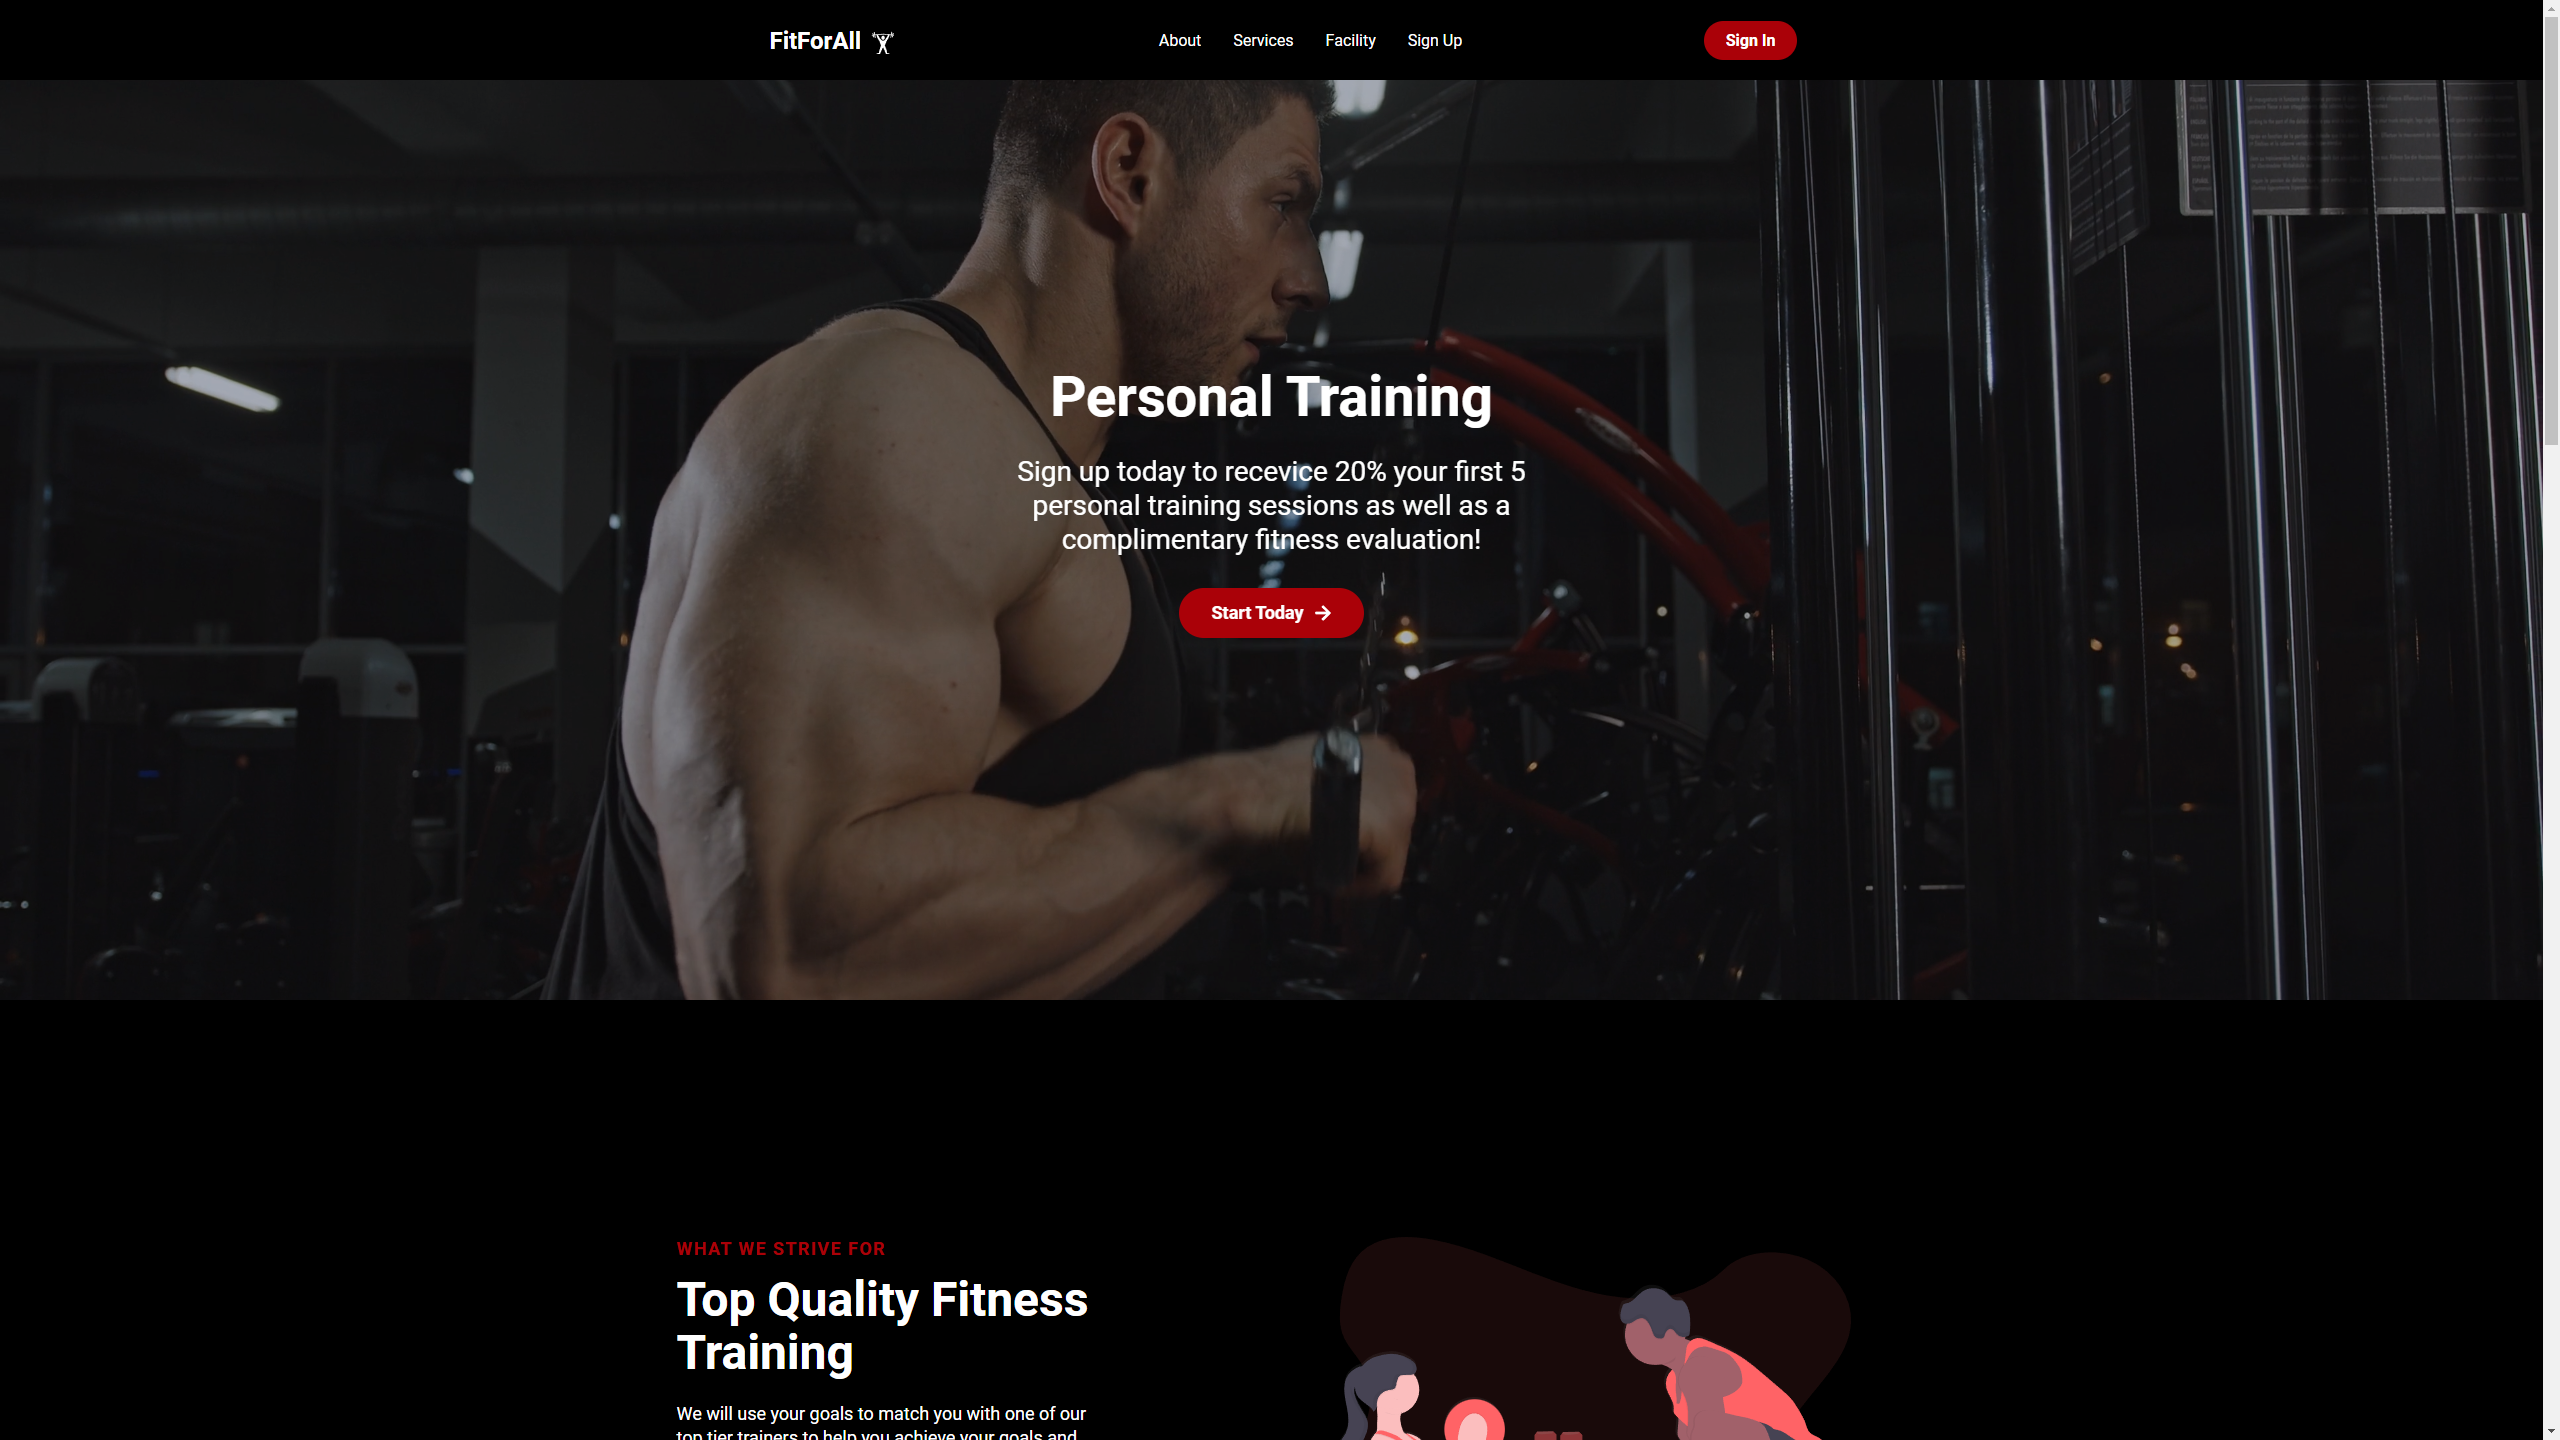 FitForAll
About Services Facility Sign Up
Sign In
Personal Training
Sign up today to recevice 20% your first 5
personal training sessions as well as a
complimentary fitness evaluation!
Start Today
WHAT WE STRIVE FOR
Top Quality Fitness
Training
We will use your goals to match you with one of our
top tier trainers to help you achieve your goals and